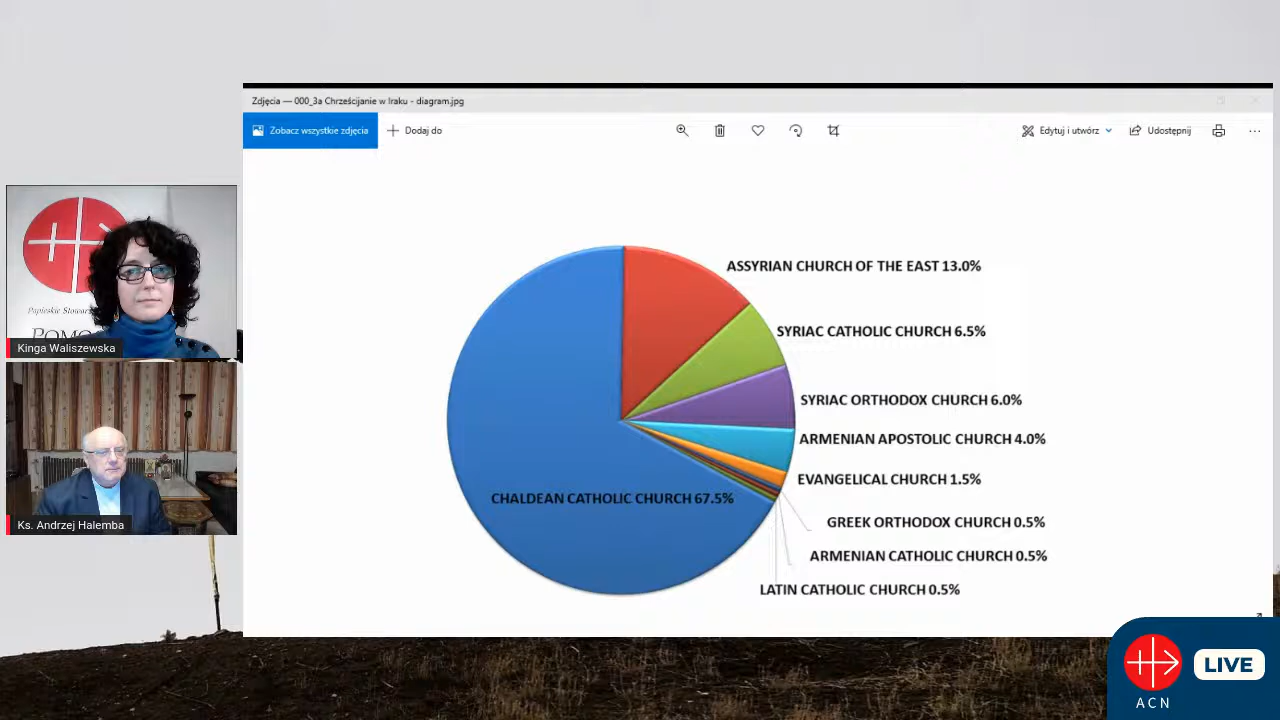 Zdjęcia — 000_3a Chrześcijanie w Iraku - diagram.jpg
Zobacz wszystkie zdjęcia
Dodaj do
Edytuj i utwórz
Udostępnij
ASSYRIAN CHURCH OF THE EAST 13.0%
SYRIAC CATHOLIC CHURCH 6.5%
SYRIAC ORTHODOX CHURCH 6.0%
ARMENIAN APOSTOLIC CHURCH 4.0%
EVANGELICAL CHURCH 1.5%
CHALDEAN CATHOLIC CHURCH 67.5%
GREEK ORTHODOX CHURCH 0.5%
ARMENIAN CATHOLIC CHURCH 0.5%
LATIN CATHOLIC CHURCH 0.5%
Papieskie
Kinga Waliszewska
Ks. Andrzej Halemba
LIVE
ACN